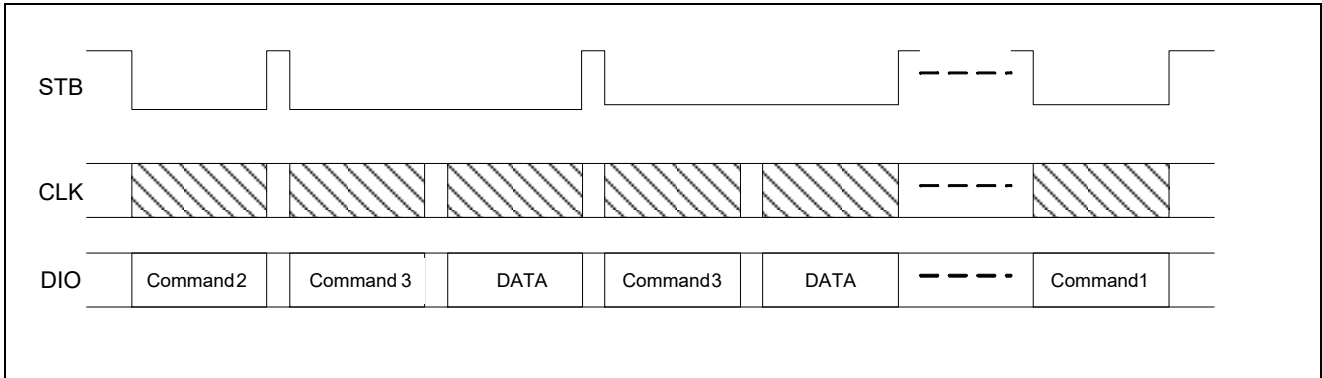 STB
CLK
DIO
Command2
Command 3
DATA
Command3
DATA
Command1